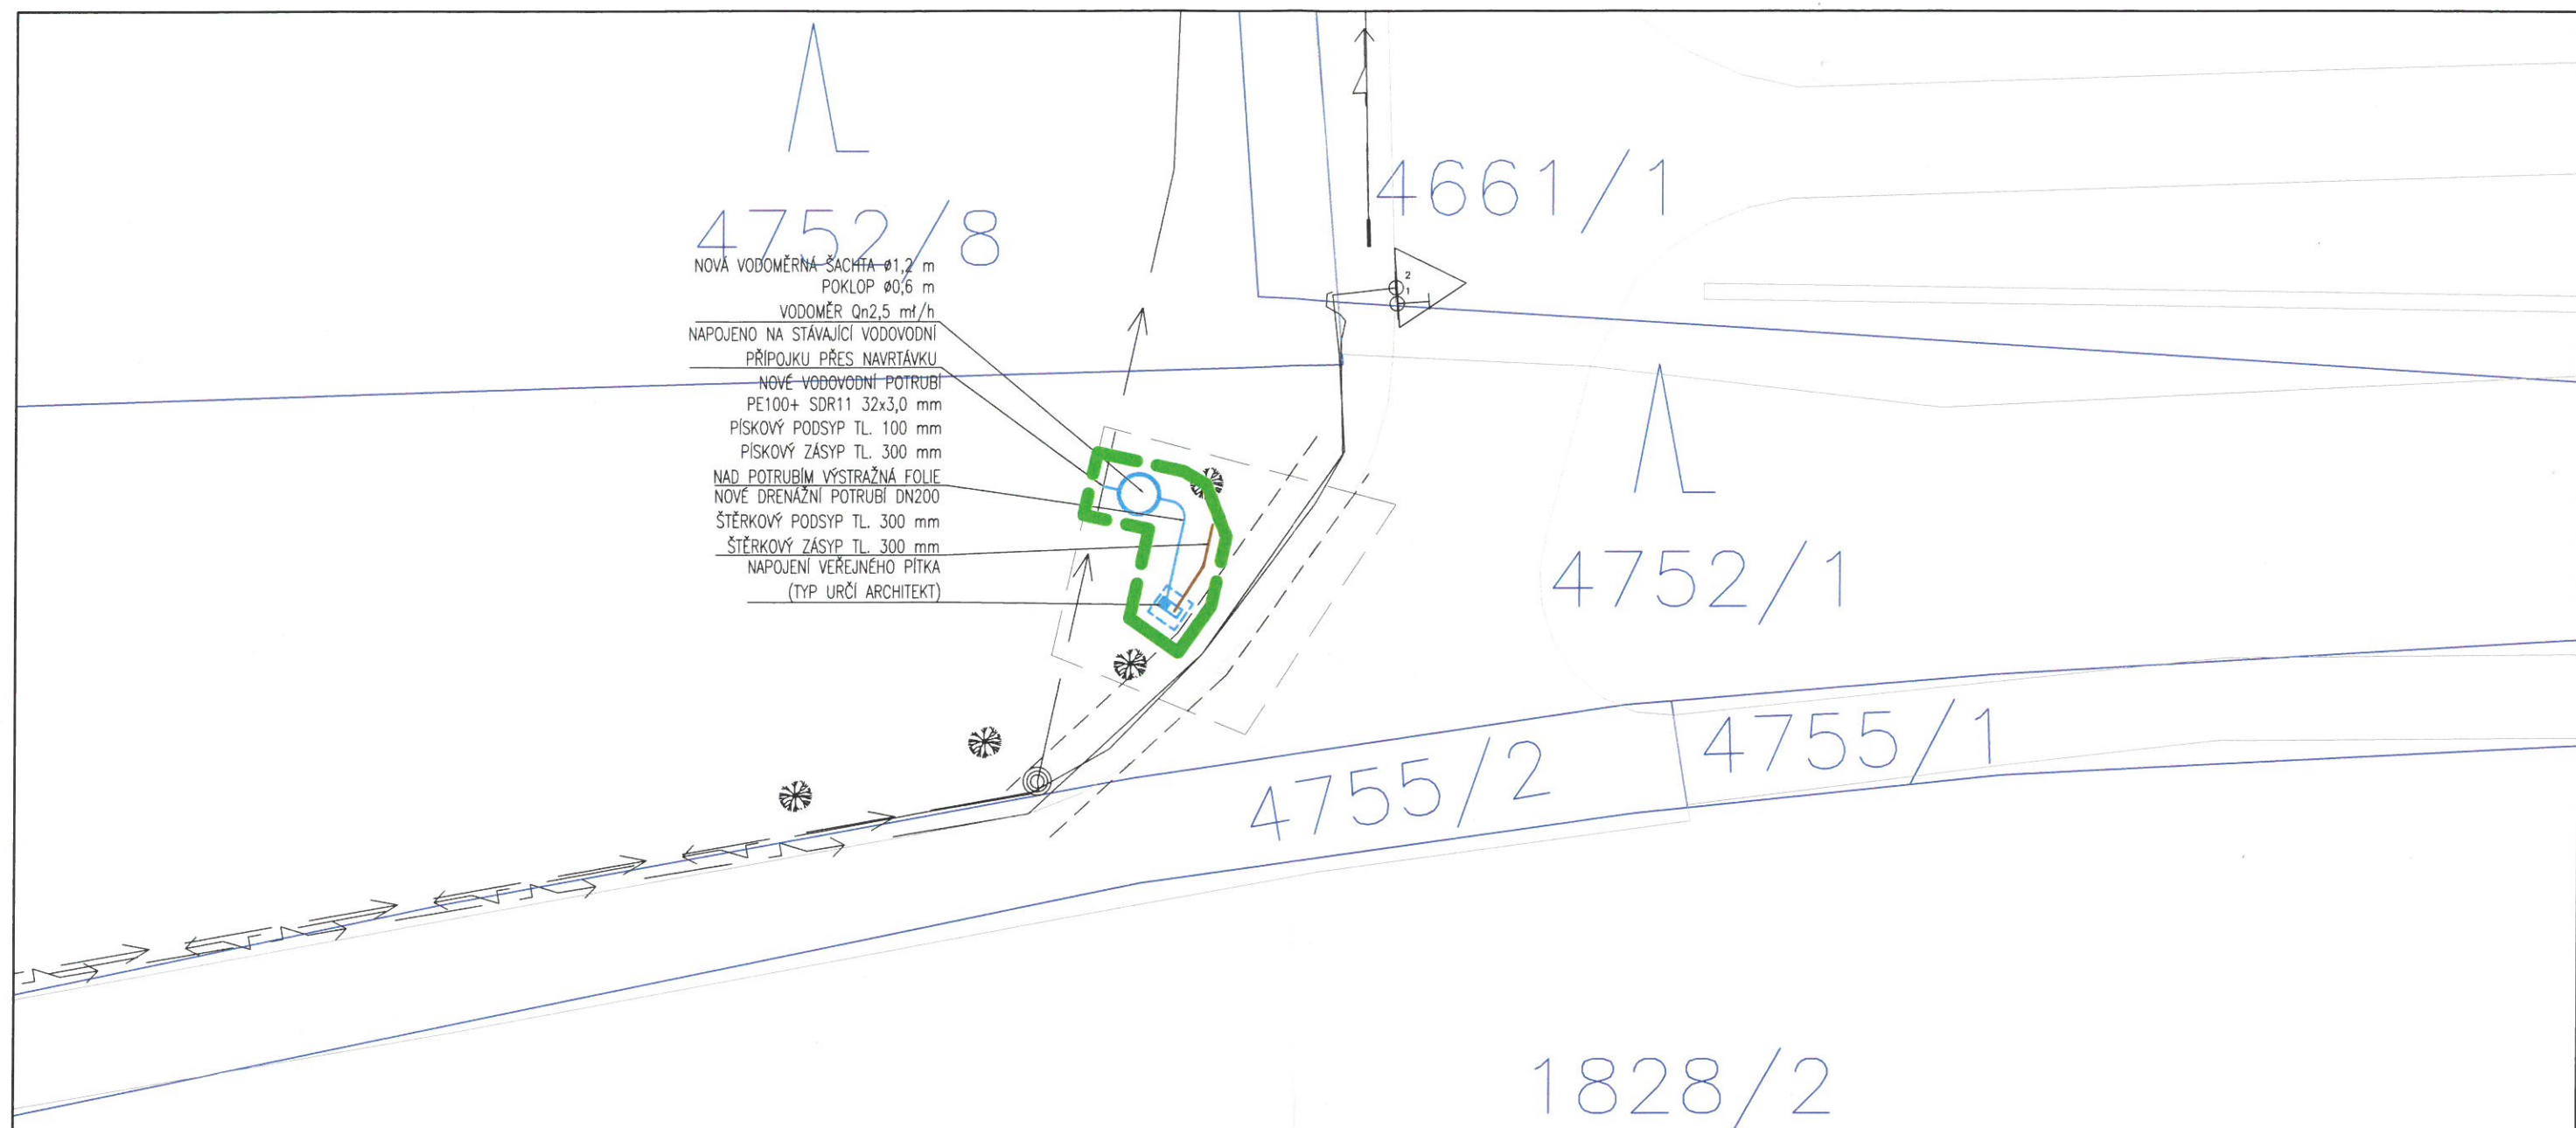 4752/8
4661/1
NOVÁ VODOMĚRNÁ ŠACHTA ø1,2 m
POKLOP ø0,6 m
VODOMĚR Qn2,5 mł/h
NAPOJENO NA STÁVAJÍCÍ VODOVODNÍ
PŘÍPOJKU PŘES NAVRTÁVKU
NOVÉ VODOVODNÍ POTRUBÍ
PE100+ SDR11 32x3,0 mm
PÍSKOVÝ PODSYP TL. 100 mm
PÍSKOVÝ ZÁSYP TL. 300 mm
NAD POTRUBÍM VÝSTRAŽNÁ FOLIE
NOVÉ DRENÁŽNÍ POTRUBÍ DN200
ŠTĚRKOVÝ PODSYP TL. 300 mm
ŠTĚRKOVÝ ZÁSYP TL. 300 mm
NAPOJENÍ VEŘEJNÉHO PÍTKA
(TYP URČÍ ARCHITEKT)
2
1
4752/1
4755/2
4755/1
1828/2